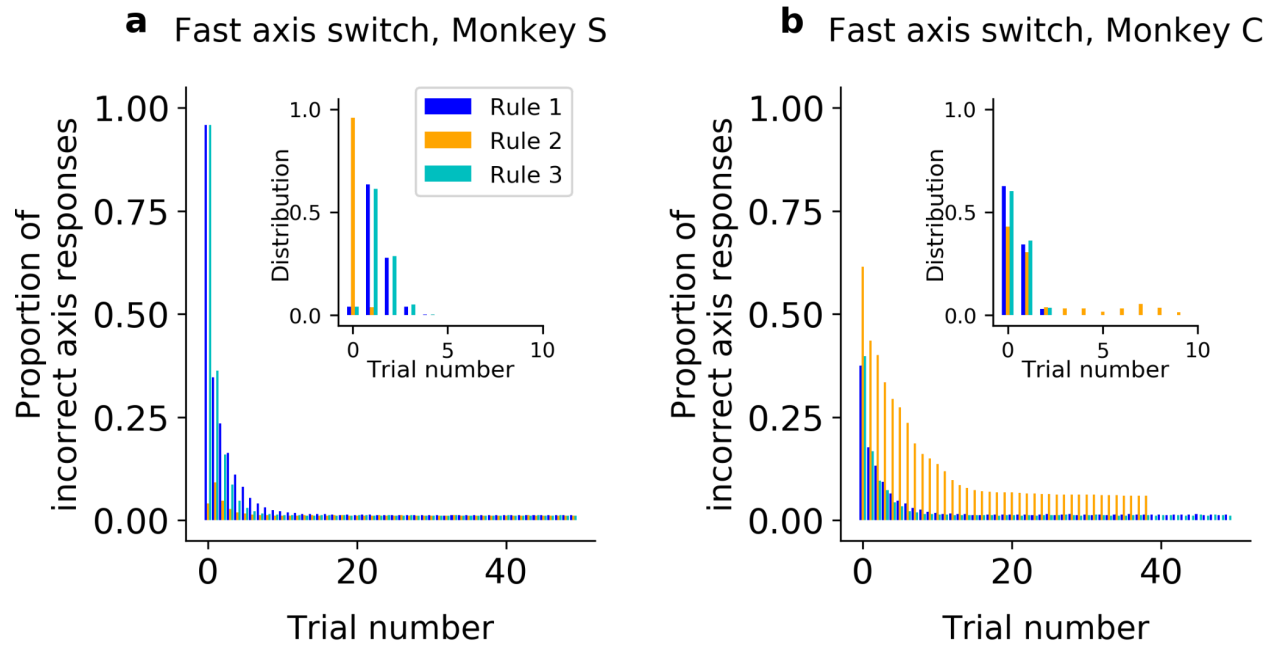 a Fast axis switch, Monkey S
Proportion of
incorrect axis responses
1.00
0.75
0.50
0.25
0.00
0 20 40
Trial number
Distribution
1.0
0.5
0.0
0 5 10
Trial number
Rule 1
Rule 2
Rule 3
b Fast axis switch, Monkey C
Proportion of
incorrect axis responses
1.00
0.75
0.50
0.25
0.00
0 20 40
Trial number
Distribution
1.0
0.5
0.0
0 5 10
Trial number